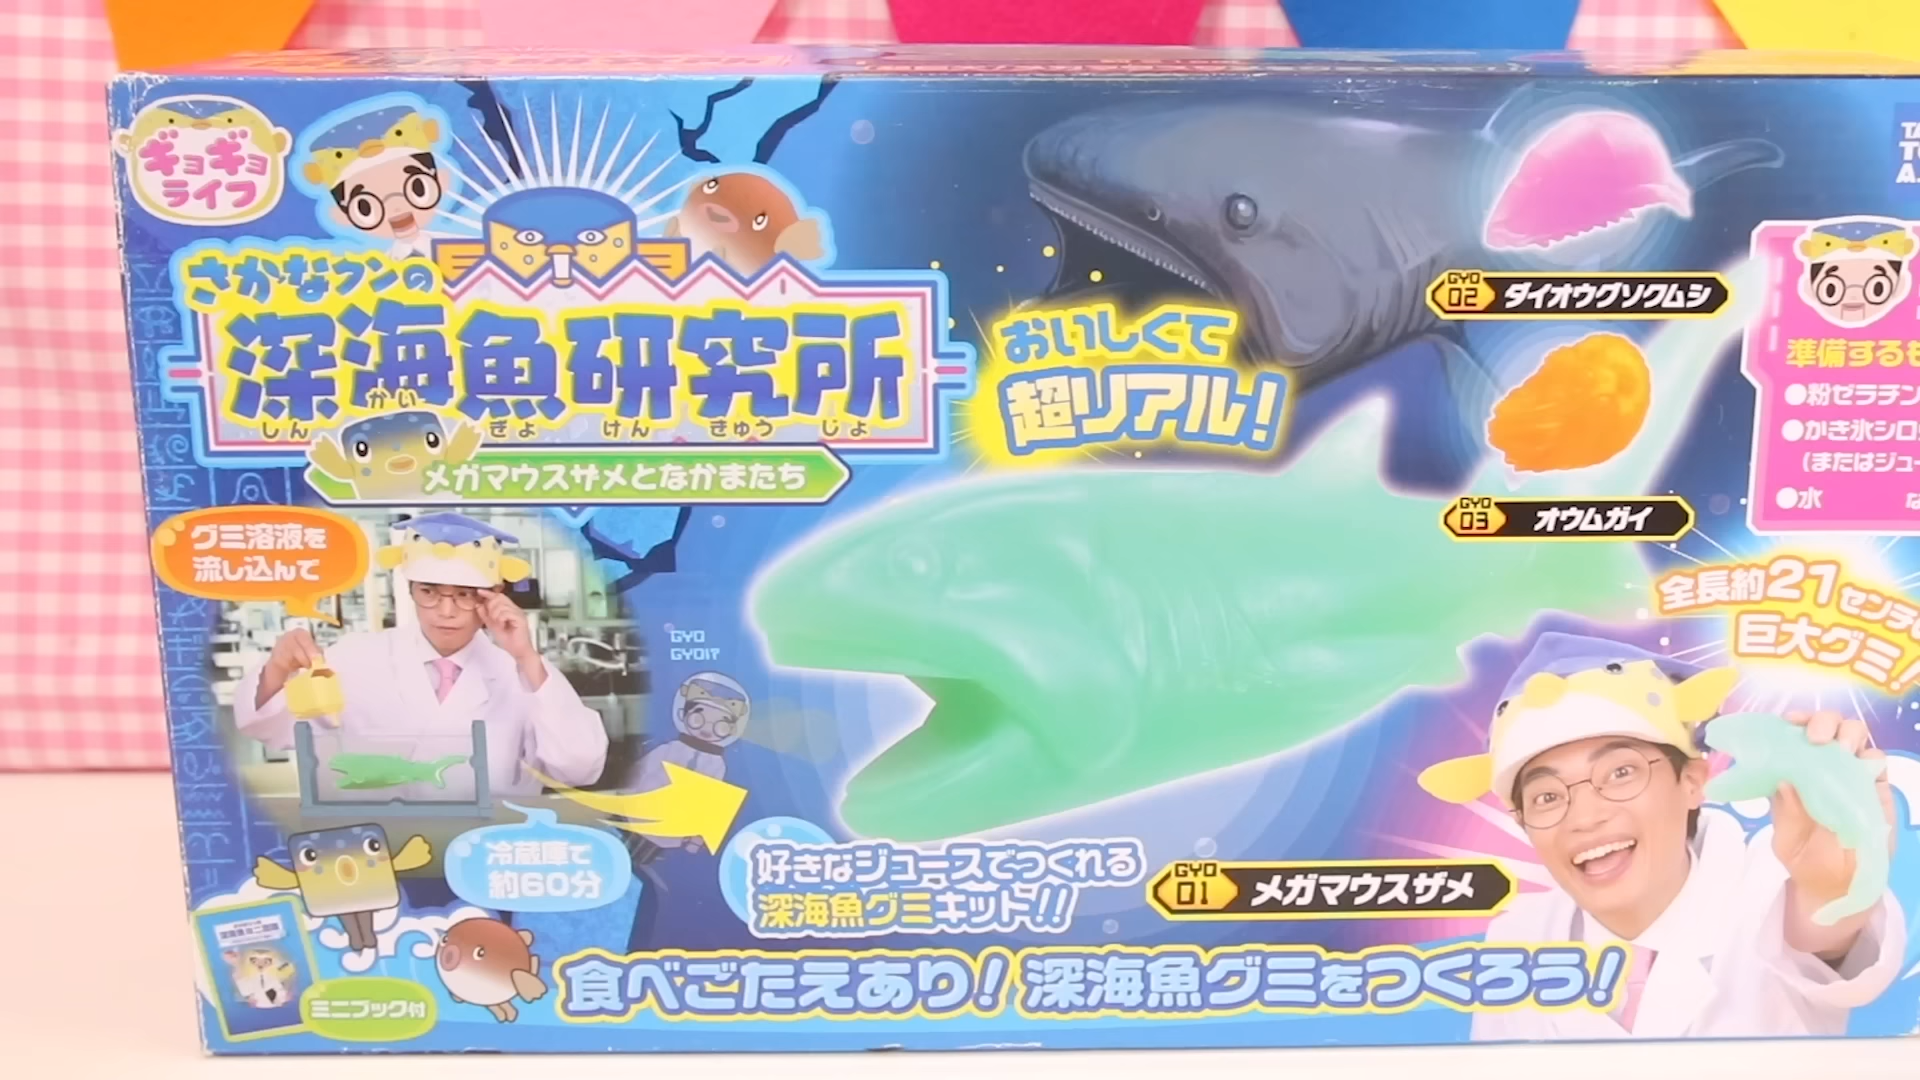 ギョギョ
ライフ
さかなクンの
深海魚研究所
しん かい ぎょ けん きゅう じょ
メガマウスザメとなかまたち
グミ溶液を
流し込んで
冷蔵庫で
約60分
ミニブック付
GYO
GYO!?
おいしくて
超リアル!
GYO
02
ダイオウグソクムシ
GYO
03
オウムガイ
準備するも
●粉ゼラチン
●かき氷シロ
(またはジュー
●水
全長約21センチの
巨大グミ!
好きなジュースでつくれる
深海魚グミキット!!
GYO
01
メガマウスザメ
食べごたえあり!深海魚グミをつくろう!